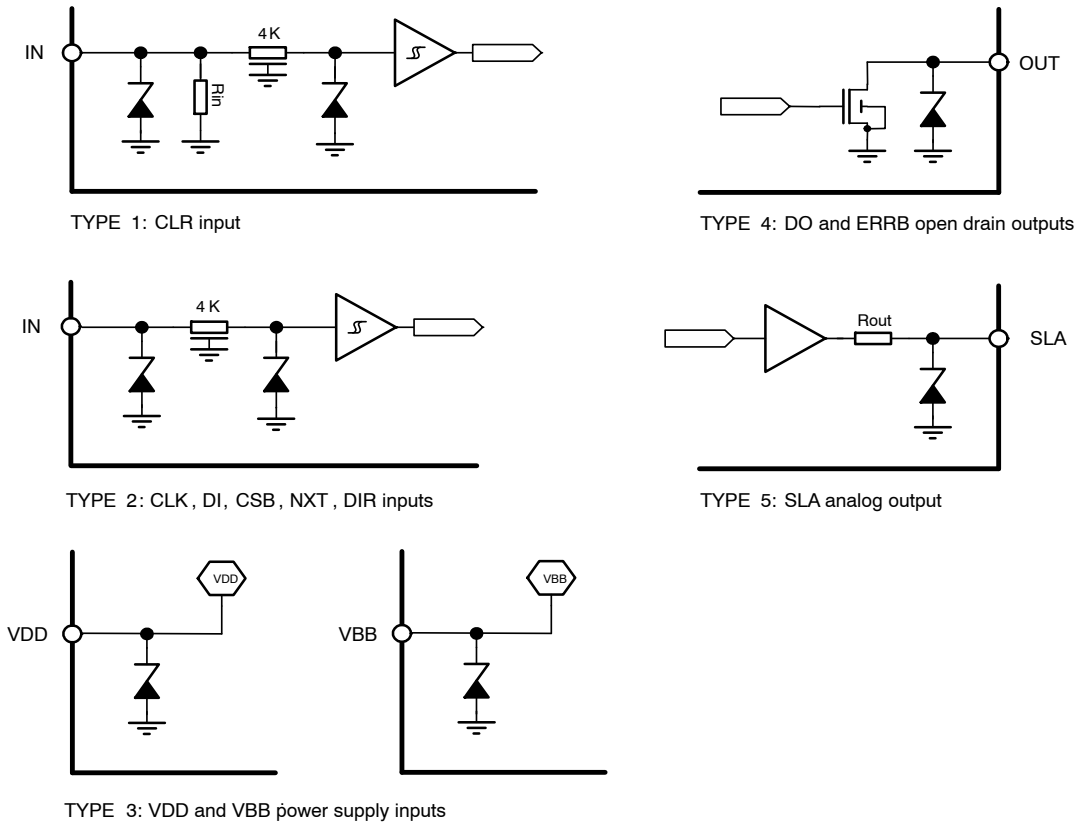 4K
IN
Rin
TYPE 1: CLR input
OUT
TYPE 4: DO and ERRB open drain outputs
4 K
IN
TYPE 2: CLK , DI, CSB , NXT , DIR inputs
Rout
SLA
TYPE 5: SLA analog output
VDD
VDD
VBB
VBB
TYPE 3: VDD and VBB power supply inputs